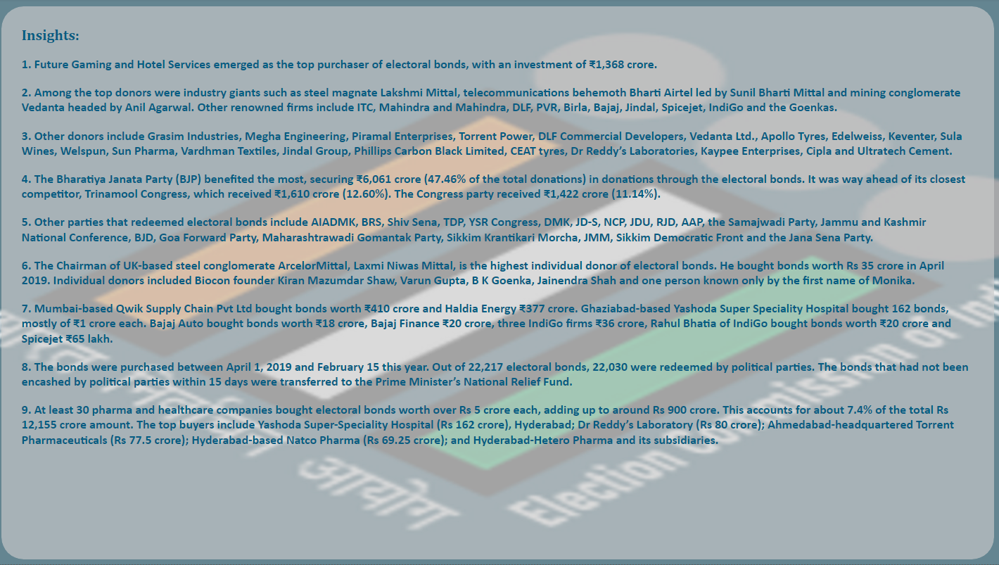 Insights:
1. Future Gaming and Hotel Services emerged as the top purchaser of electoral bonds, with an investment of ₹1,368 crore.
2. Among the top donors were industry giants such as steel magnate Lakshmi Mittal, telecommunications behemoth Bharti Airtel led by Sunil Bharti Mittal and mining conglomerate
Vedanta headed by Anil Agarwal. Other renowned firms include ITC, Mahindra and Mahindra, DLF, PVR, Birla, Bajaj, Jindal, Spicejet, IndiGo and the Goenkas.
3. Other donors include Grasim Industries, Megha Engineering, Piramal Enterprises, Torrent Power, DLF Commercial Developers, Vedanta Ltd., Apollo Tyres, Edelweiss, Keventer, Sula
Wines, Welspun, Sun Pharma, Vardhman Textiles, Jindal Group, Phillips Carbon Black Limited, CEAT tyres, Dr Reddy’s Laboratories, Kaypee Enterprises, Cipla and Ultratech Cement.
4. The Bharatiya Janata Party (BJP) benefited the most, securing ₹6,061 crore (47.46% of the total donations) in donations through the electoral bonds. It was way ahead of its closest
competitor, Trinamool Congress, which received ₹1,610 crore (12.60%). The Congress party received ₹1,422 crore (11.14%).
5. Other parties that redeemed electoral bonds include AIADMK, BRS, Shiv Sena, TDP, YSR Congress, DMK, JD-S, NCP, JDU, RJD, AAP, the Samajwadi Party, Jammu and Kashmir
National Conference, BJD, Goa Forward Party, Maharashtrawadi Gomantak Party, Sikkim Krantikari Morcha, JMM, Sikkim Democratic Front and the Jana Sena Party.
6. The Chairman of UK-based steel conglomerate ArcelorMittal, Laxmi Niwas Mittal, is the highest individual donor of electoral bonds. He bought bonds worth Rs 35 crore in April
2019. Individual donors included Biocon founder Kiran Mazumdar Shaw, Varun Gupta, B K Goenka, Jainendra Shah and one person known only by the first name of Monika.
7. Mumbai-based Qwik Supply Chain Pvt Ltd bought bonds worth ₹410 crore and Haldia Energy ₹377 crore. Ghaziabad-based Yashoda Super Speciality Hospital bought 162 bonds,
mostly of ₹1 crore each. Bajaj Auto bought bonds worth ₹18 crore, Bajaj Finance ₹20 crore, three IndiGo firms ₹36 crore, Rahul Bhatia of IndiGo bought bonds worth ₹20 crore and
Spicejet ₹65 lakh.
8. The bonds were purchased between April 1, 2019 and February 15 this year. Out of 22,217 electoral bonds, 22,030 were redeemed by political parties. The bonds that had not been
encashed by political parties within 15 days were transferred to the Prime Minister’s National Relief Fund.
9. At least 30 pharma and healthcare companies bought electoral bonds worth over Rs 5 crore each, adding up to around Rs 900 crore. This accounts for about 7.4% of the total Rs
12,155 crore amount. The top buyers include Yashoda Super-Speciality Hospital (Rs 162 crore), Hyderabad; Dr Reddy’s Laboratory (Rs 80 crore); Ahmedabad-headquartered Torrent
Pharmaceuticals (Rs 77.5 crore); Hyderabad-based Natco Pharma (Rs 69.25 crore); and Hyderabad-Hetero Pharma and its subsidiaries.
भारत निर्वाचन आयोग
Election Commission of